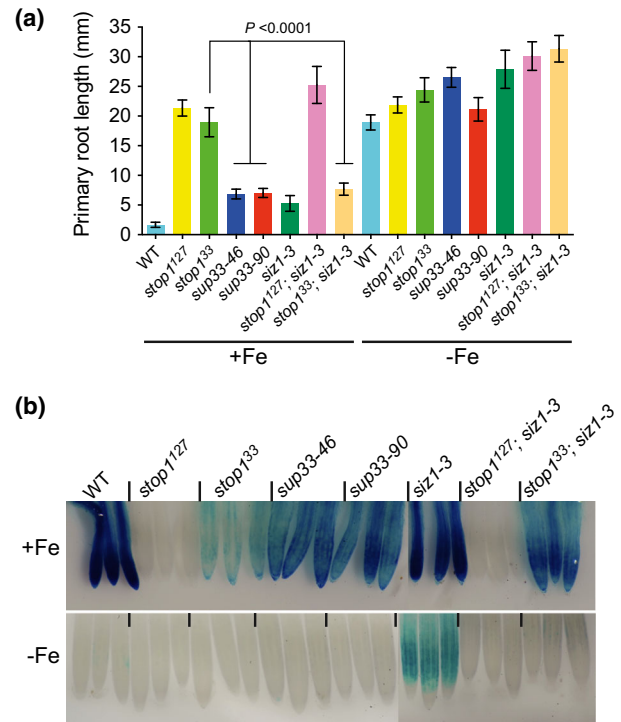 (a)
P <0.0001
Primary root length (mm)
35
30
25
20
15
10
5
0
WT
stop1¹²⁷
stop1³³
sup33-46
sup33-90
siz1-3
stop1¹²⁷; siz1-3
stop1³³; siz1-3
WT
stop1¹²⁷
stop1³³
sup33-46
sup33-90
siz1-3
stop1¹²⁷; siz1-3
stop1³³; siz1-3
+Fe
-Fe
(b)
WT
stop1¹²⁷
stop1³³
sup33-46
sup33-90
siz1-3
stop1¹²⁷; siz1-3
stop1³³; siz1-3
+Fe
-Fe